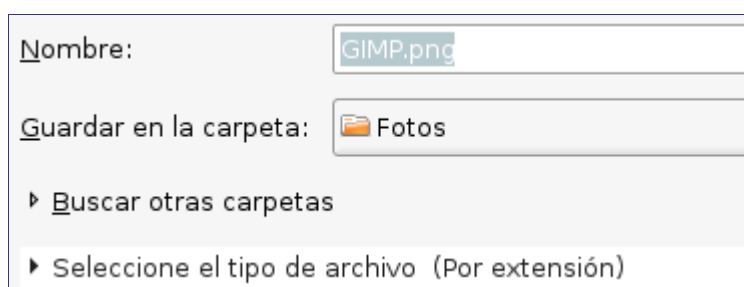 Nombre: GIMP.png
Guardar en la carpeta: Fotos
Buscar otras carpetas
Seleccione el tipo de archivo (Por extensión)